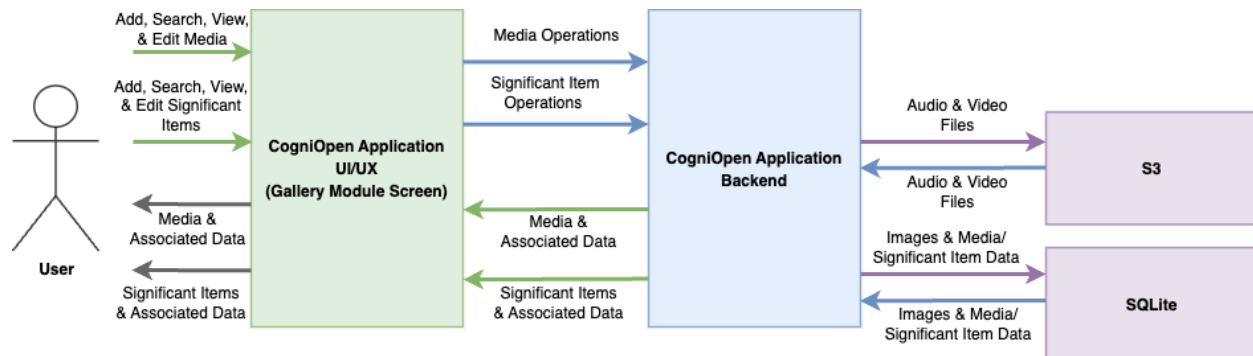 Add, Search, View,
& Edit Media
Add, Search, View,
& Edit Significant
Items
User
Media &
Associated Data
Significant Items
& Associated Data
CogniOpen Application
UI/UX
(Gallery Module Screen)
Media Operations
Significant Item
Operations
Media &
Associated Data
Significant Items
& Associated Data
CogniOpen Application
Backend
Audio & Video
Files
Audio & Video
Files
Images & Media/
Significant Item Data
Images & Media/
Significant Item Data
S3
SQLite